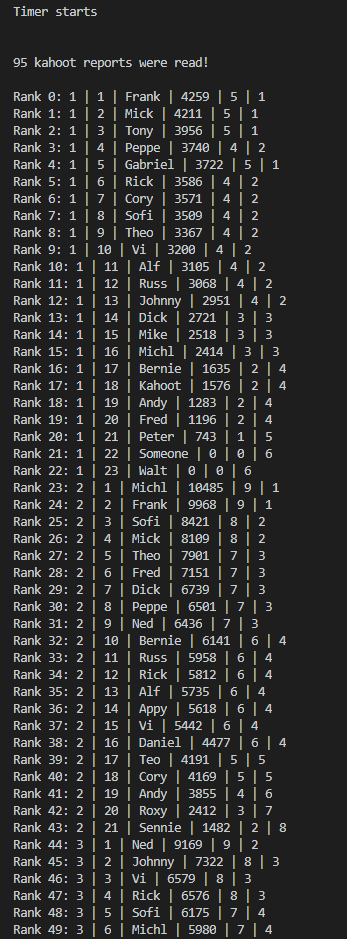 Timer starts
95 kahoot reports were read!
Rank 0: 1 | 1 | Frank | 4259 | 5 | 1
Rank 1: 1 | 2 | Mick | 4211 | 5 | 1
Rank 2: 1 | 3 | Tony | 3956 | 5 | 1
Rank 3: 1 | 4 | Peppe | 3740 | 4 | 2
Rank 4: 1 | 5 | Gabriel | 3722 | 5 | 1
Rank 5: 1 | 6 | Rick | 3586 | 4 | 2
Rank 6: 1 | 7 | Cory | 3571 | 4 | 2
Rank 7: 1 | 8 | Sofi | 3509 | 4 | 2
Rank 8: 1 | 9 | Theo | 3367 | 4 | 2
Rank 9: 1 | 10 | Vi | 3200 | 4 | 2
Rank 10: 1 | 11 | Alf | 3105 | 4 | 2
Rank 11: 1 | 12 | Russ | 3068 | 4 | 2
Rank 12: 1 | 13 | Johnny | 2951 | 4 | 2
Rank 13: 1 | 14 | Dick | 2721 | 3 | 3
Rank 14: 1 | 15 | Mike | 2518 | 3 | 3
Rank 15: 1 | 16 | Michl | 2414 | 3 | 3
Rank 16: 1 | 17 | Bernie | 1635 | 2 | 4
Rank 17: 1 | 18 | Kahoot | 1576 | 2 | 4
Rank 18: 1 | 19 | Andy | 1283 | 2 | 4
Rank 19: 1 | 20 | Fred | 1196 | 2 | 4
Rank 20: 1 | 21 | Peter | 743 | 1 | 5
Rank 21: 1 | 22 | Someone | 0 | 0 | 6
Rank 22: 1 | 23 | Walt | 0 | 0 | 6
Rank 23: 2 | 1 | Michl | 10485 | 9 | 1
Rank 24: 2 | 2 | Frank | 9968 | 9 | 1
Rank 25: 2 | 3 | Sofi | 8421 | 8 | 2
Rank 26: 2 | 4 | Mick | 8109 | 8 | 2
Rank 27: 2 | 5 | Theo | 7901 | 7 | 3
Rank 28: 2 | 6 | Fred | 7151 | 7 | 3
Rank 29: 2 | 7 | Dick | 6739 | 7 | 3
Rank 30: 2 | 8 | Peppe | 6501 | 7 | 3
Rank 31: 2 | 9 | Ned | 6436 | 7 | 3
Rank 32: 2 | 10 | Bernie | 6141 | 6 | 4
Rank 33: 2 | 11 | Russ | 5958 | 6 | 4
Rank 34: 2 | 12 | Rick | 5812 | 6 | 4
Rank 35: 2 | 13 | Alf | 5735 | 6 | 4
Rank 36: 2 | 14 | Appy | 5618 | 6 | 4
Rank 37: 2 | 15 | Vi | 5442 | 6 | 4
Rank 38: 2 | 16 | Daniel | 4477 | 6 | 4
Rank 39: 2 | 17 | Teo | 4191 | 5 | 5
Rank 40: 2 | 18 | Cory | 4169 | 5 | 5
Rank 41: 2 | 19 | Andy | 3855 | 4 | 6
Rank 42: 2 | 20 | Roxy | 2412 | 3 | 7
Rank 43: 2 | 21 | Sennie | 1482 | 2 | 8
Rank 44: 3 | 1 | Ned | 9169 | 9 | 2
Rank 45: 3 | 2 | Johnny | 7322 | 8 | 3
Rank 46: 3 | 3 | Vi | 6579 | 8 | 3
Rank 47: 3 | 4 | Rick | 6576 | 8 | 3
Rank 48: 3 | 5 | Sofi | 6175 | 7 | 4
Rank 49: 3 | 6 | Michl | 5980 | 7 | 4